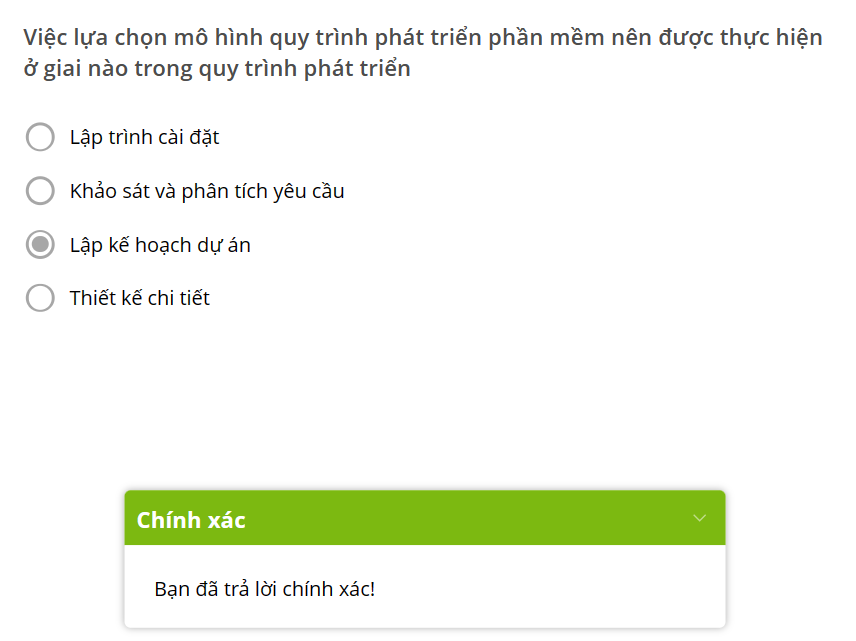 Việc lựa chọn mô hình quy trình phát triển phần mềm nên được thực hiện
ở giai nào trong quy trình phát triển
Lập trình cài đặt
Khảo sát và phân tích yêu cầu
Lập kế hoạch dự án
Thiết kế chi tiết
Chính xác
Bạn đã trả lời chính xác!